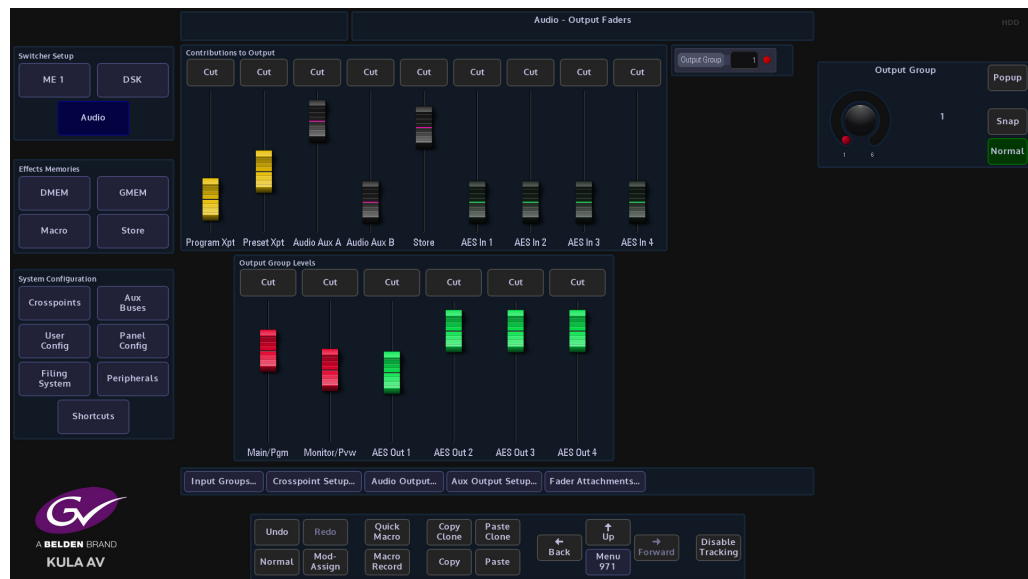 Audio - Output Faders
HDD
Switcher Setup
ME 1
DSK
Audio
Effects Memories
DMEM
GMEM
Macro
Store
System Configuration
Crosspoints
Aux
Buses
User
Config
Panel
Config
Filing
System
Peripherals
Shortcuts
Contributions to Output
Cut
Cut
Cut
Cut
Cut
Cut
Cut
Cut
Cut
Program Xpt
Preset Xpt
Audio Aux A
Audio Aux B
Store
AES In 1
AES In 2
AES In 3
AES In 4
Output Group Levels
Cut
Cut
Cut
Cut
Cut
Cut
Main/Pgm
Monitor/Pvw
AES Out 1
AES Out 2
AES Out 3
AES Out 4
Output Group
1
Output Group
1
1
6
Popup
Snap
Normal
Input Groups...
Crosspoint Setup...
Audio Output...
Aux Output Setup...
Fader Attachments...
GV
A BELDEN BRAND
KULA AV
Undo
Redo
Quick
Macro
Copy
Clone
Paste
Clone
Normal
Mod-
Assign
Macro
Record
Copy
Paste
Back
Up
Menu
971
Forward
Disable
Tracking